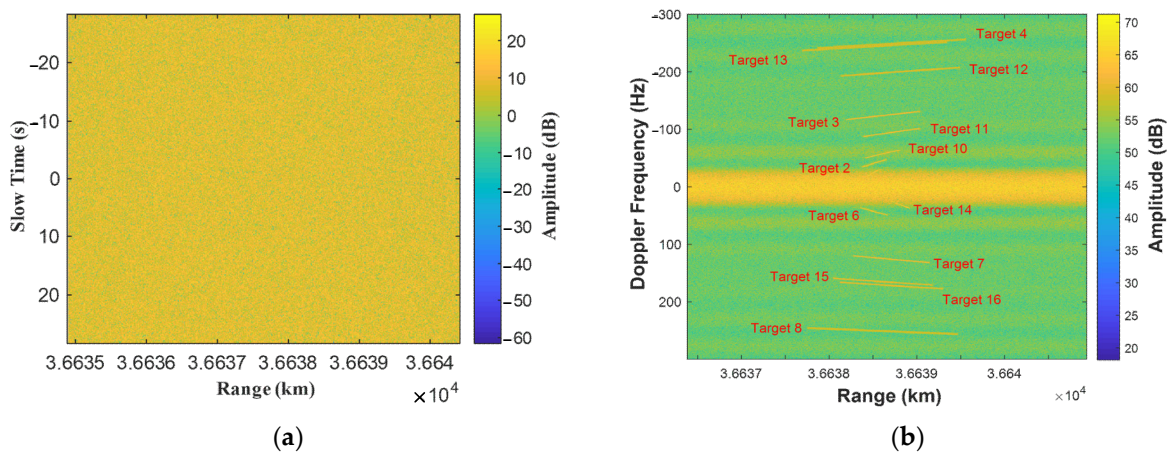 −20
−10
0
10
20
Slow Time (s)
3.6635 3.6636 3.6637 3.6638 3.6639 3.664
Range (km)
×10⁴
20
10
0
−10
−20
−30
−40
−50
−60
Amplitude (dB)
(a)
−300
−200
−100
0
100
200
Doppler Frequency (Hz)
Target 4
Target 13
Target 12
Target 3
Target 11
Target 10
Target 2
Target 6
Target 14
Target 7
Target 15
Target 16
Target 8
3.6637 3.6638 3.6639 3.664
Range (km)
×10⁴
70
65
60
55
50
45
40
35
30
25
20
Amplitude (dB)
(b)